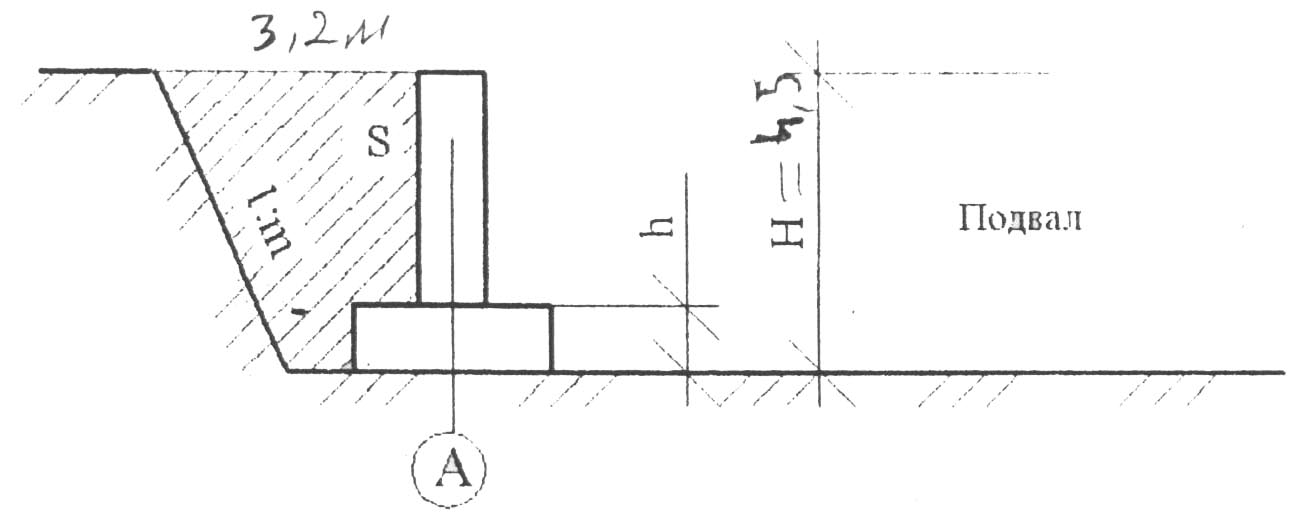 3,2м
S
1:m
h
H=4,5
Подвал
А